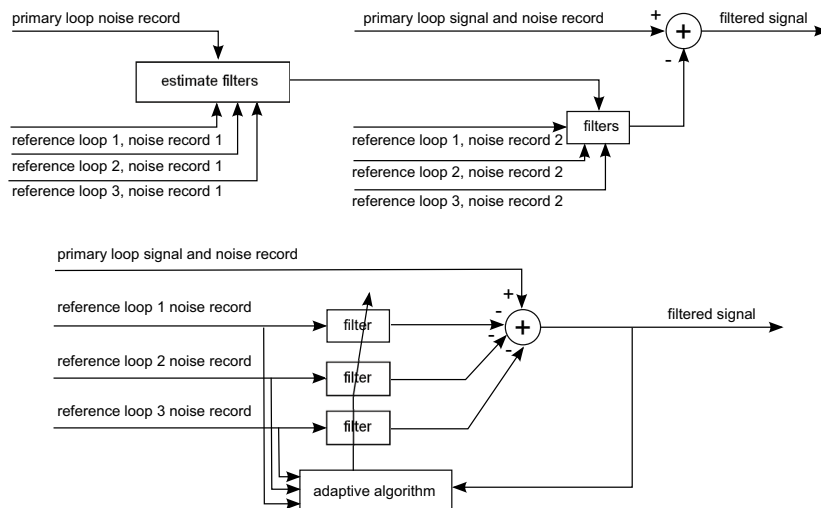 primary loop noise record
primary loop signal and noise record
+
filtered signal
+
-
estimate filters
filters
reference loop 1, noise record 1
reference loop 2, noise record 1
reference loop 3, noise record 1
reference loop 1, noise record 2
reference loop 2, noise record 2
reference loop 3, noise record 2
primary loop signal and noise record
+
reference loop 1 noise record
filter
-
+
filtered signal
-
reference loop 2 noise record
filter
-
reference loop 3 noise record
filter
adaptive algorithm